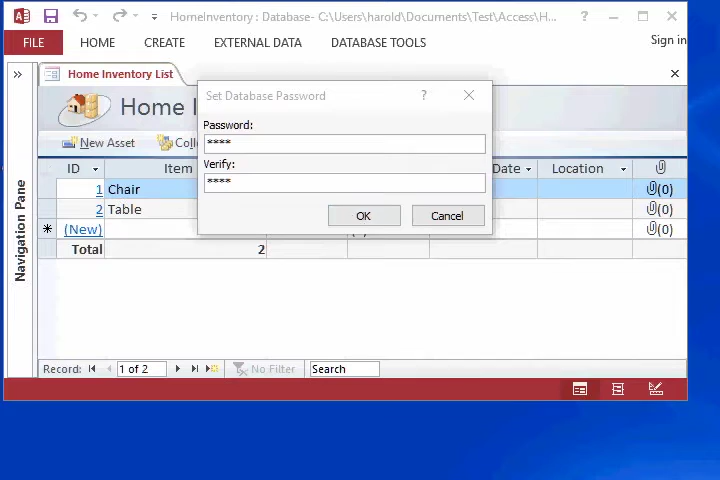 HomeInventory : Database- C:\Users\harold\Documents\Test\Access\H... ?
FILE HOME CREATE EXTERNAL DATA DATABASE TOOLS Sign in
» Home Inventory List
Home I
New Asset Coll
Set Database Password ?
Password:
****
Verify:
****
OK Cancel
ID Item Date Location
1 Chair (0)
2 Table (0)
* (New) (0)
Total 2
Navigation Pane
Record: 1 of 2 No Filter Search